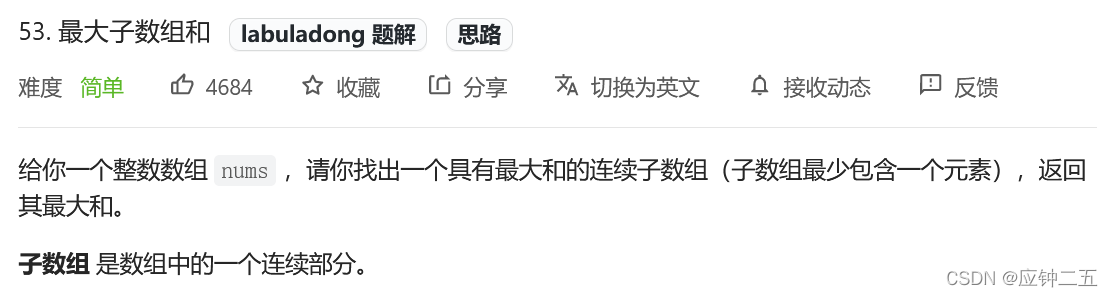 53. 最大子数组和 labuladong 题解 思路
难度 简单 4684 收藏 分享 切换为英文 接收动态 反馈
给你一个整数数组 nums ，请你找出一个具有最大和的连续子数组（子数组最少包含一个元素），返回
其最大和。
子数组 是数组中的一个连续部分。
CSDN @应钟二五